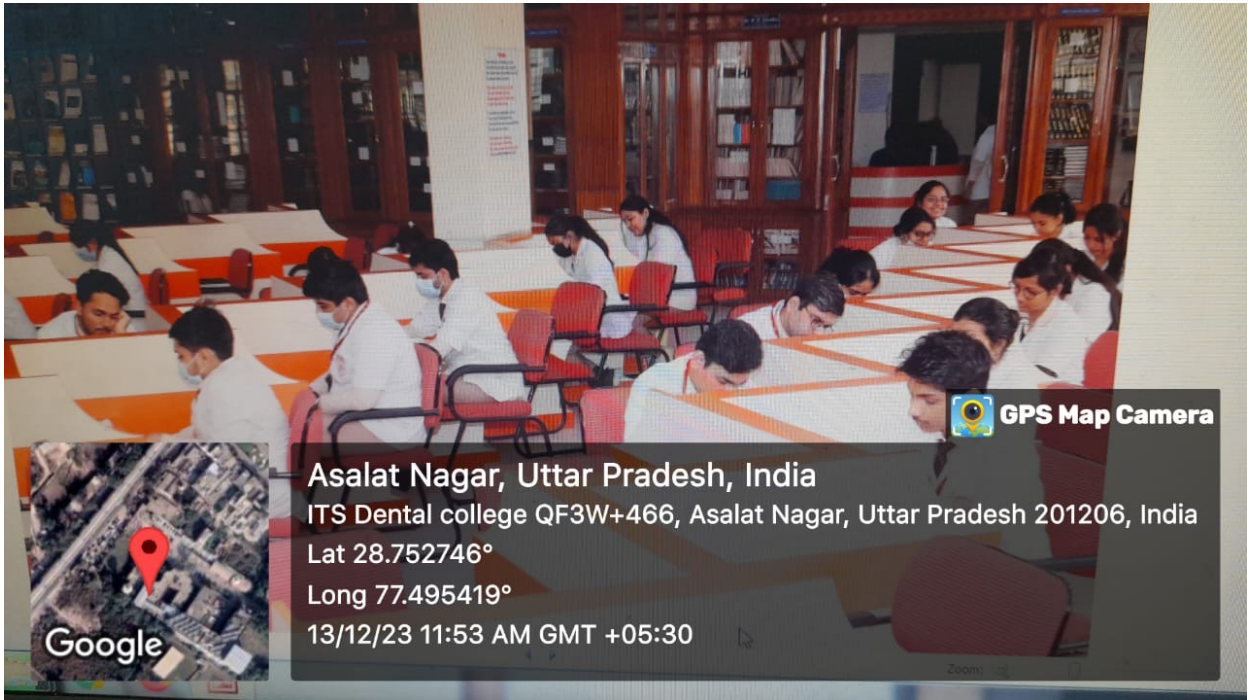 GPS Map Camera
Asalat Nagar, Uttar Pradesh, India
ITS Dental college QF3W+466, Asalat Nagar, Uttar Pradesh 201206, India
Lat 28.752746°
Long 77.495419°
13/12/23 11:53 AM GMT +05:30
Google
Zoom: